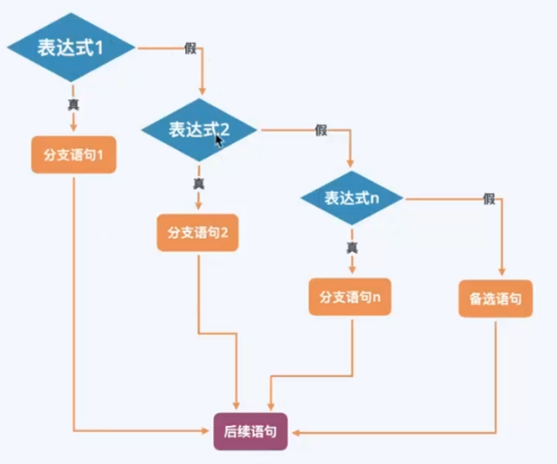 表达式1
假
真
表达式2
分支语句1
假
真
表达式n
假
分支语句2
真
分支语句n
备选语句
后续语句